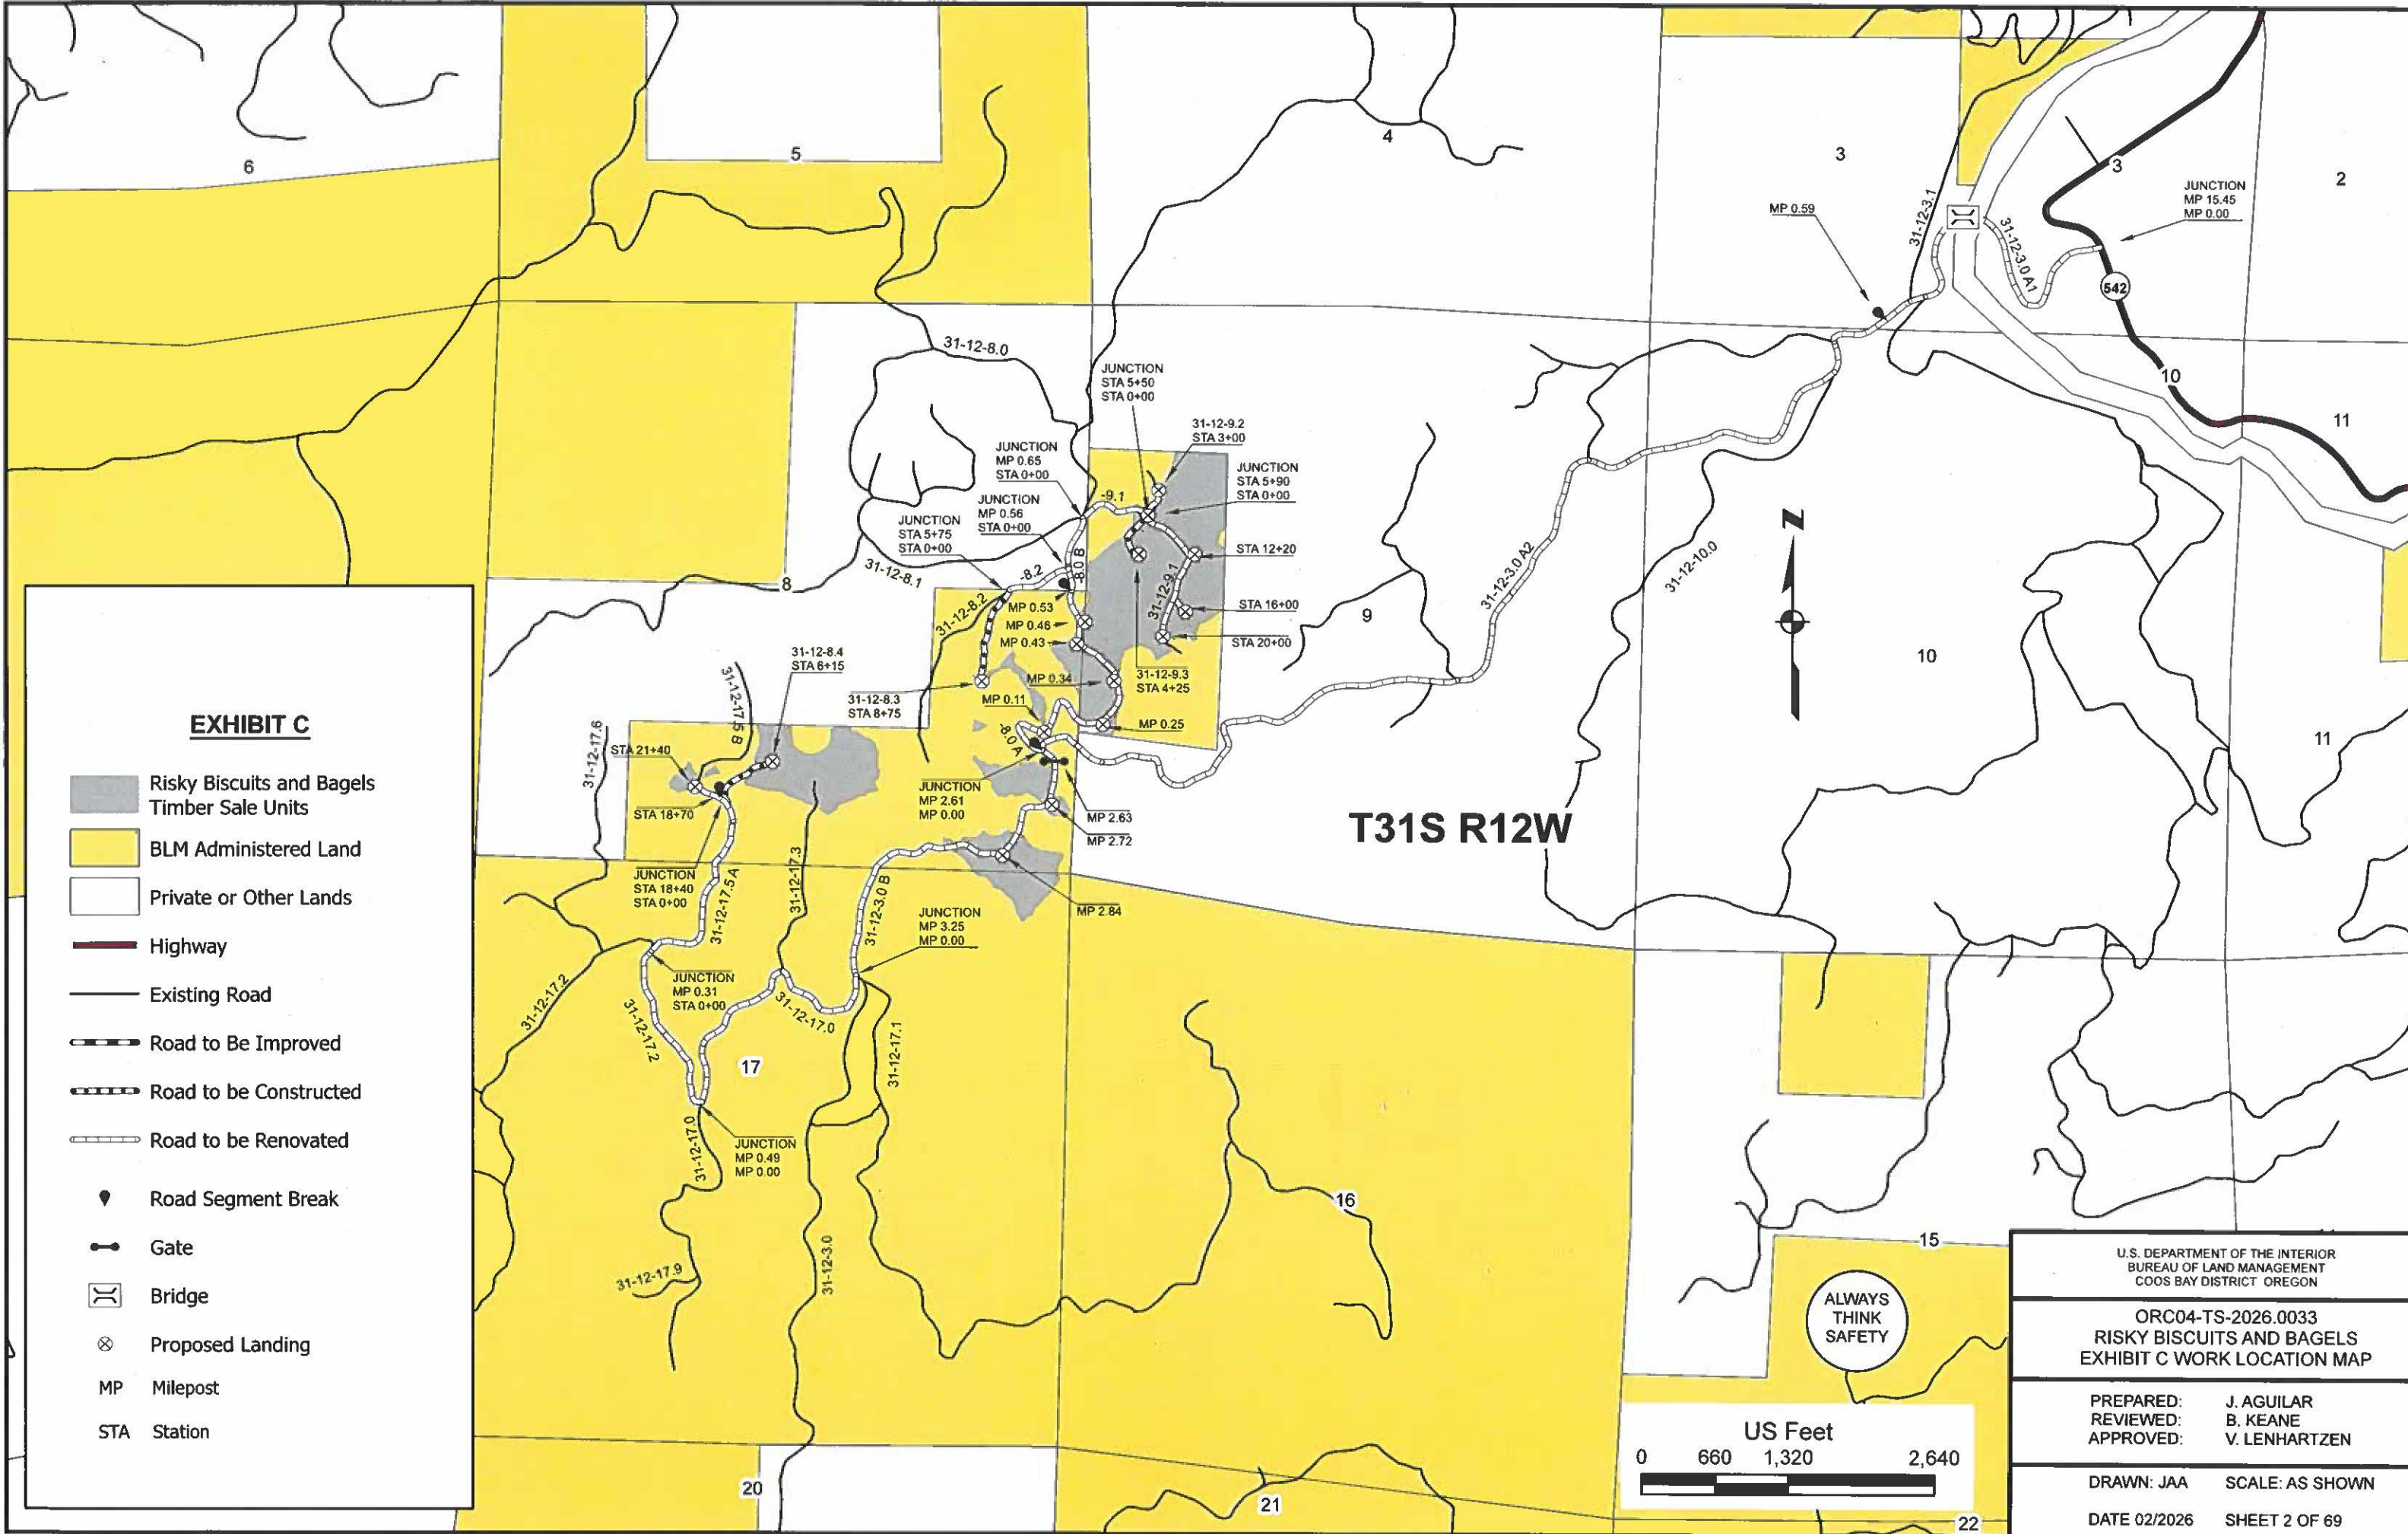 6
5
4
3
2
3
JUNCTION
MP 15.45
MP 0.00
MP 0.59
31-12-3.1
31-12-3.0 A1
542
10
11
31-12-8.0
JUNCTION
STA 5+50
STA 0+00
31-12-9.2
STA 3+00
JUNCTION
MP 0.65
STA 0+00
JUNCTION
STA 5+90
STA 0+00
-9.1
JUNCTION
MP 0.56
STA 0+00
JUNCTION
STA 5+75
STA 0+00
STA 12+20
-8.0 B
-8.2
31-12-8.1
8
31-12-8.2
MP 0.53
MP 0.46
MP 0.43
31-12-9.1
STA 16+00
STA 20+00
9
31-12-3.0 A2
31-12-10.0
N
10
31-12-8.4
STA 6+15
31-12-8.3
STA 8+75
MP 0.34
31-12-9.3
STA 4+25
MP 0.11
MP 0.25
-8.0 A
31-12-17.5 B
31-12-17.6
STA 21+40
STA 18+70
JUNCTION
MP 2.61
MP 0.00
MP 2.63
MP 2.72
T31S R12W
11
JUNCTION
STA 18+40
STA 0+00
31-12-17.5 A
31-12-17.3
31-12-3.0 B
MP 2.84
JUNCTION
MP 3.25
MP 0.00
31-12-17.2
JUNCTION
MP 0.31
STA 0+00
31-12-17.2
31-12-17.0
17
31-12-17.1
31-12-17.0
JUNCTION
MP 0.49
MP 0.00
16
31-12-17.9
31-12-3.0
15
20
21
22
EXHIBIT C
Risky Biscuits and Bagels
Timber Sale Units
BLM Administered Land
Private or Other Lands
Highway
Existing Road
Road to Be Improved
Road to be Constructed
Road to be Renovated
Road Segment Break
Gate
Bridge
Proposed Landing
MP Milepost
STA Station
ALWAYS
THINK
SAFETY
US Feet
0 660 1,320 2,640
U.S. DEPARTMENT OF THE INTERIOR
BUREAU OF LAND MANAGEMENT
COOS BAY DISTRICT OREGON
ORC04-TS-2026.0033
RISKY BISCUITS AND BAGELS
EXHIBIT C WORK LOCATION MAP
PREPARED: J. AGUILAR
REVIEWED: B. KEANE
APPROVED: V. LENHARTZEN
DRAWN: JAA SCALE: AS SHOWN
DATE 02/2026 SHEET 2 OF 69